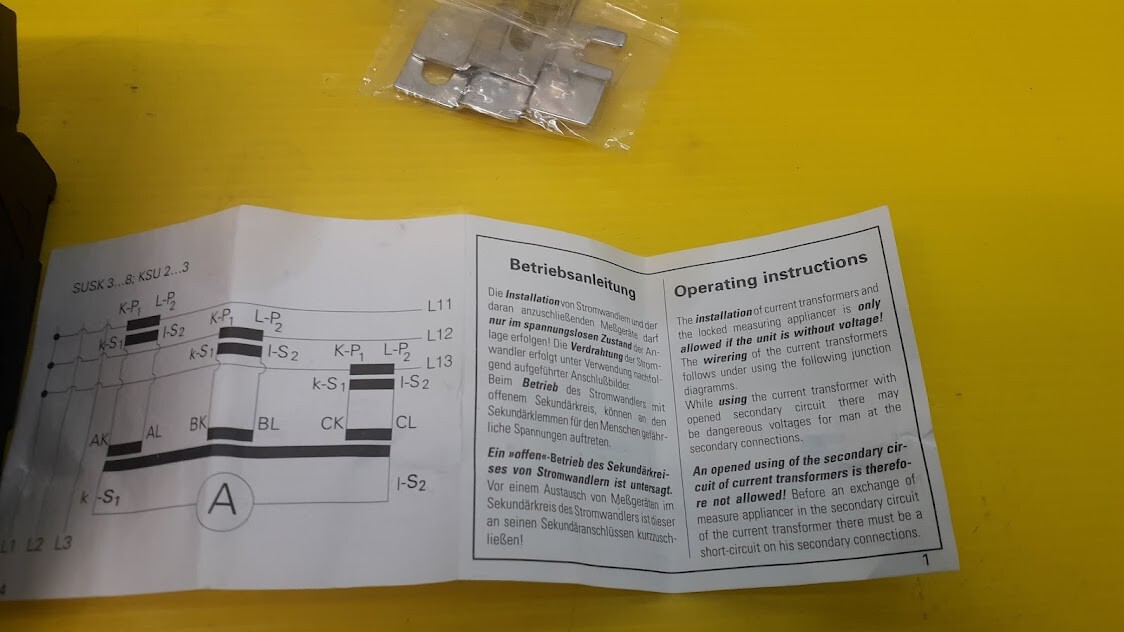 SUSK 3...8; KSU 2...3
K-P1 L-P2
k-S1 l-S2
L11
K-P1 L-P2
k-S1 l-S2
L12
K-P1 L-P2
k-S1 l-S2
L13
AK AL BK BL CK CL
k -S1 A l-S2
L1 L2 L3
4
Betriebsanleitung
Die Installation von Stromwandlern und der
daran anzuschließenden Meßgeräte darf
nur im spannungslosen Zustand der An-
lage erfolgen! Die Verdrahtung der Strom-
wandler erfolgt unter Verwendung nachfol-
gend aufgeführter Anschlußbilder.
Beim Betrieb des Stromwandlers mit
offenem Sekundärkreis, können an den
Sekundärklemmen für den Menschen gefähr-
liche Spannungen auftreten.
Ein »offen«-Betrieb des Sekundärkrei-
ses von Stromwandlern ist untersagt.
Vor einem Austausch von Meßgeräten im
Sekundärkreis des Stromwandlers ist dieser
an seinen Sekundäranschlüssen kurzzusch-
ließen!
Operating instructions
The installation of current transformers and
the locked measuring applancier is only
allowed if the unit is without voltage!
The wirering of the current transformers
follows under using the following junction
diagramms.
While using the current transformer with
opened secondary circuit there may
be dangerous voltages for man at the
secondary connections.
An opened using of the secondary cir-
cuit of current transformers is therefo-
re not allowed! Before an exchange of
measure applancier in the secondary circuit
of the current transformer there must be a
short-circuit on his secondary connections.
1